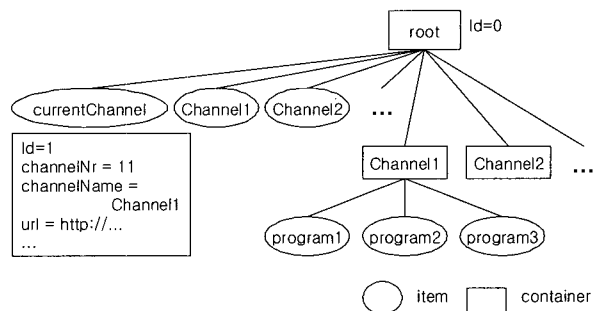 root Id=0
currentChannel Channel1 Channel2 ...
Id=1
channelNr = 11
channelName =
Channel1
url = http://...
...
Channel1 Channel2 ...
program1 program2 program3
item container